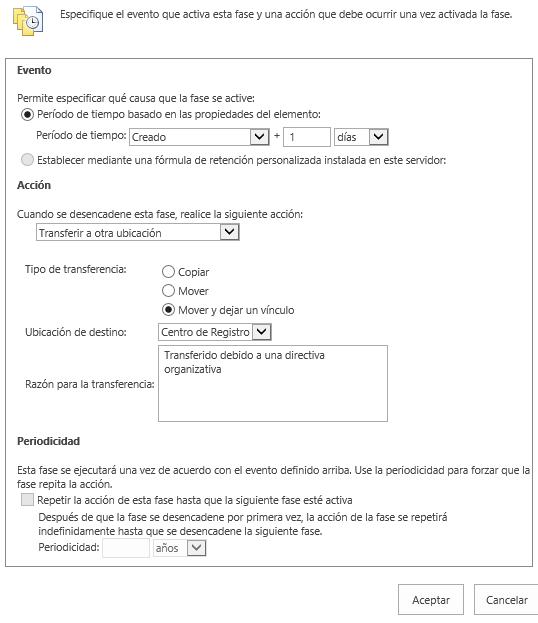 Especifique el evento que activa esta fase y una acción que debe ocurrir una vez activada la fase.
Evento
Permite especificar qué causa que la fase se active:
Período de tiempo basado en las propiedades del elemento:
Período de tiempo: Creado + 1 días
Establecer mediante una fórmula de retención personalizada instalada en este servidor:
Acción
Cuando se desencadene esta fase, realice la siguiente acción:
Transferir a otra ubicación
Tipo de transferencia:
Copiar
Mover
Mover y dejar un vínculo
Ubicación de destino: Centro de Registro
Razón para la transferencia:
Transferido debido a una directiva
organizativa
Periodicidad
Esta fase se ejecutará una vez de acuerdo con el evento definido arriba. Use la periodicidad para forzar que la
fase repita la acción.
Repetir la acción de esta fase hasta que la siguiente fase esté activa
Después de que la fase se desencadene por primera vez, la acción de la fase se repetirá
indefinidamente hasta que se desencadene la siguiente fase.
Periodicidad: años
Aceptar Cancelar